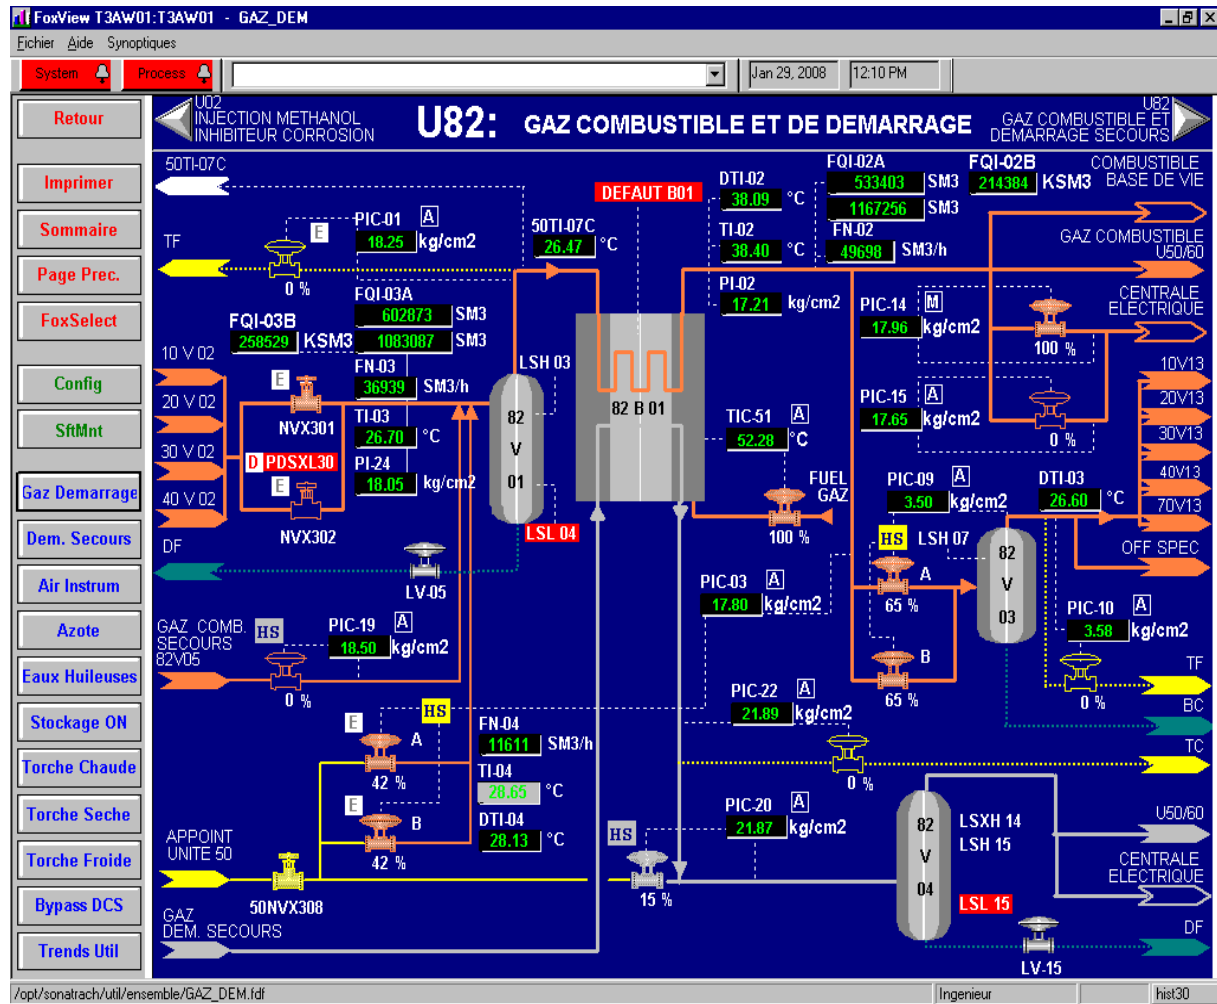 FoxView T3AW01:T3AW01 - GAZ_DEM
Fichier Aide Synoptiques
System Process Jan 29, 2008 12:10 PM
Retour
Imprimer
Sommaire
Page Prec.
FoxSelect
Config
SftMnt
Gaz Demarrage
Dem. Secours
Air Instrum
Azote
Eaux Huileuses
Stockage ON
Torche Chaude
Torche Seche
Torche Froide
Bypass DCS
Trends Util
U02
INJECTION METHANOL
INHIBITEUR CORROSION
U82: GAZ COMBUSTIBLE ET DE DEMARRAGE
U82
GAZ COMBUSTIBLE ET
DEMARRAGE SECOURS
50TI-07C
TF
PIC-01 A
E 18.25 kg/cm2
0 %
50TI-07C
26.47 °C
DEFAUT B01
DTI-02
38.09 °C
TI-02
38.40 °C
PI-02
17.21 kg/cm2
FQI-02A
533403 SM3
1167256 SM3
FN-02
49698 SM3/h
FQI-02B
214384 KSM3
COMBUSTIBLE
BASE DE VIE
GAZ COMBUSTIBLE
U50/60
CENTRALE
ELECTRIQUE
FQI-03A
602873 SM3
1083087 SM3
FQI-03B
258529 KSM3
FN-03
36939 SM3/h
TI-03
26.70 °C
PI-24
18.05 kg/cm2
10 V 02
20 V 02
30 V 02
40 V 02
E
NVX301
D PDSXL30
E
NVX302
DF
LSH 03
82
V
01
LSL 04
LV-05
82 B 01
PIC-14 M
17.96 kg/cm2
100 %
PIC-15 A
17.65 kg/cm2
0 %
TIC-51 A
52.28 °C
FUEL
GAZ
100 %
10V13
20V13
30V13
40V13
70V13
OFF SPEC
PIC-09 A
3.50 kg/cm2
DTI-03
26.60 °C
HS LSH 07
A
65 %
B
65 %
82
V
03
PIC-03 A
17.80 kg/cm2
PIC-10 A
3.58 kg/cm2
0 %
TF
BC
TC
GAZ COMB.
SECOURS
82V05
HS
PIC-19 A
18.50 kg/cm2
0 %
PIC-22 A
21.89 kg/cm2
0 %
HS
E A
42 %
E B
42 %
FN-04
11611 SM3/h
TI-04
28.65 °C
DTI-04
28.13 °C
APPOINT
UNITE 50
50NVX308
HS
PIC-20 A
21.87 kg/cm2
15 %
82
V
04
LSXH 14
LSH 15
LSL 15
U50/60
CENTRALE
ELECTRIQUE
DF
LV-15
GAZ
DEM. SECOURS
/opt/sonatrach/util/ensemble/GAZ_DEM.fdf Ingenieur hist30